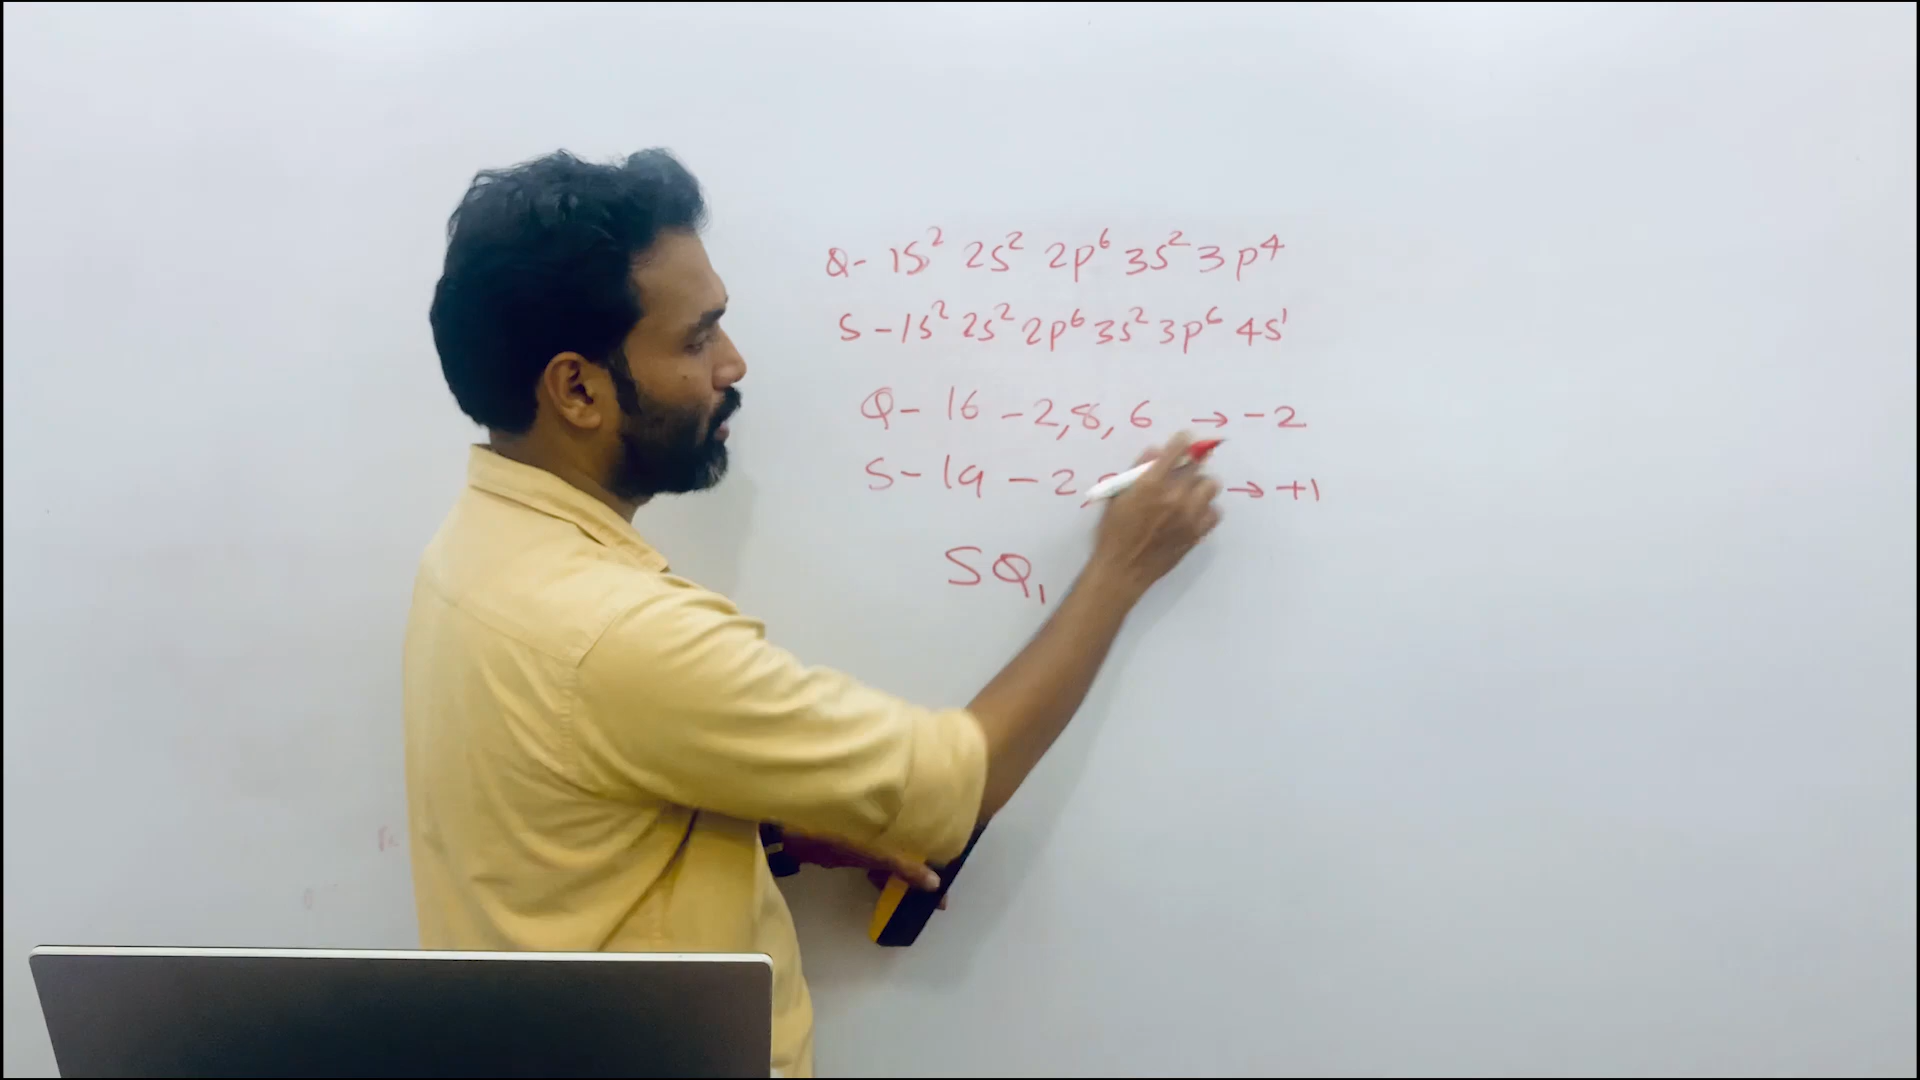 Q- 1s² 2s² 2p⁶ 3s² 3p⁴
S - 1s² 2s² 2p⁶ 3s² 3p⁶ 4s¹
Q- 16 - 2,8,6 → -2
S- 19 - 2, → +1
SQ₁